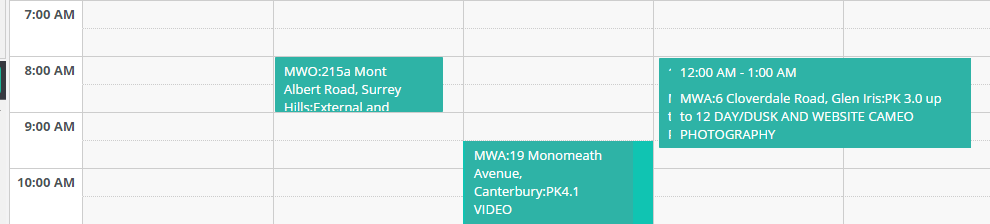 7:00 AM
8:00 AM
9:00 AM
10:00 AM
MWO:215a Mont
Albert Road, Surrey
Hills:External and
MWA:19 Monomeath
Avenue,
Canterbury:PK4.1
VIDEO
12:00 AM - 1:00 AM
MWA:6 Cloverdale Road, Glen Iris:PK 3.0 up
to 12 DAY/DUSK AND WEBSITE CAMEO
PHOTOGRAPHY